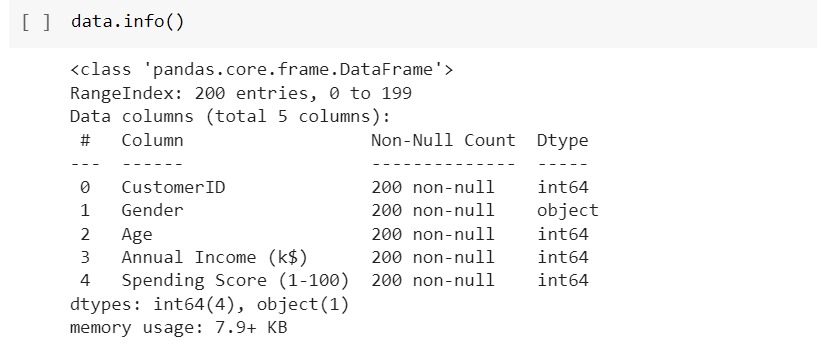 [ ] data.info()
<class 'pandas.core.frame.DataFrame'>
RangeIndex: 200 entries, 0 to 199
Data columns (total 5 columns):
 #   Column                  Non-Null Count  Dtype
---  ------                  --------------  -----
 0   CustomerID              200 non-null    int64
 1   Gender                  200 non-null    object
 2   Age                     200 non-null    int64
 3   Annual Income (k$)      200 non-null    int64
 4   Spending Score (1-100)  200 non-null    int64
dtypes: int64(4), object(1)
memory usage: 7.9+ KB